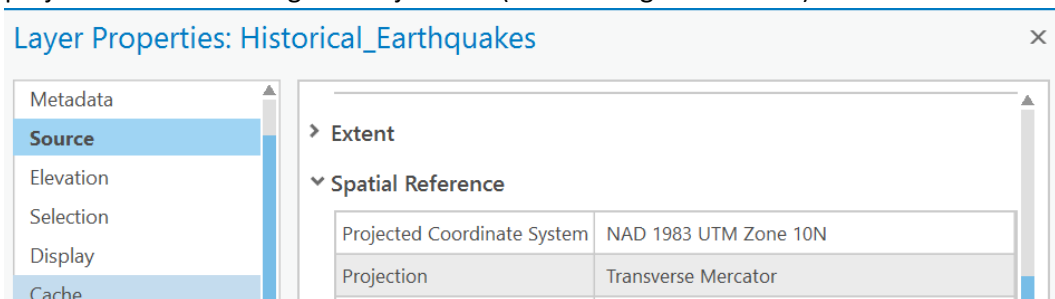 Layer Properties: Historical_Earthquakes
Metadata
Source
Elevation
Selection
Display
Cache
Extent
Spatial Reference
Projected Coordinate System NAD 1983 UTM Zone 10N
Projection Transverse Mercator